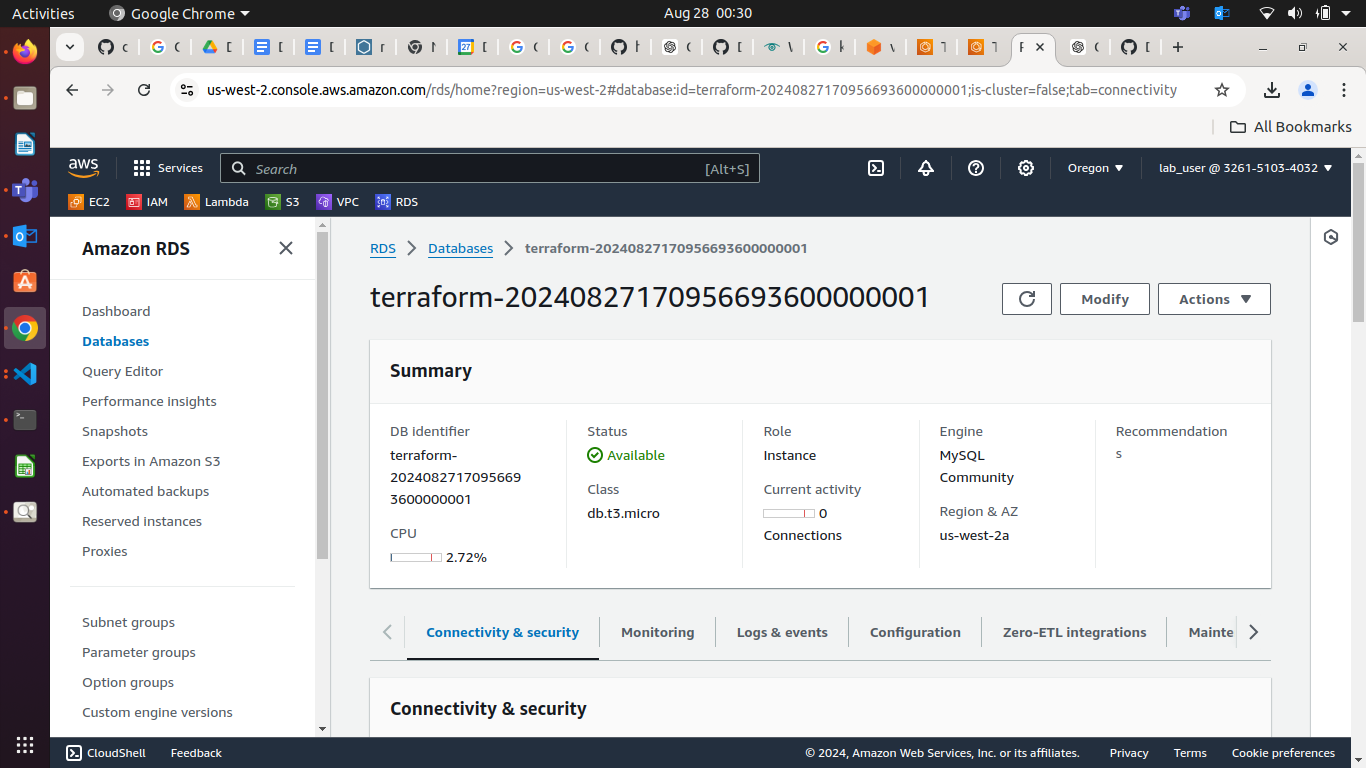 Activities
Google Chrome
Aug 28 00:30
us-west-2.console.aws.amazon.com/rds/home?region=us-west-2#database:id=terraform-20240827170956693600000001;is-cluster=false;tab=connectivity
All Bookmarks
aws
Services
Search
[Alt+S]
Oregon
lab_user @ 3261-5103-4032
EC2
IAM
Lambda
S3
VPC
RDS
Amazon RDS
Dashboard
Databases
Query Editor
Performance insights
Snapshots
Exports in Amazon S3
Automated backups
Reserved instances
Proxies
Subnet groups
Parameter groups
Option groups
Custom engine versions
RDS
Databases
terraform-20240827170956693600000001
terraform-20240827170956693600000001
Modify
Actions
Summary
DB identifier
terraform-
2024082717095669
3600000001
CPU
2.72%
Status
Available
Class
db.t3.micro
Role
Instance
Current activity
0
Connections
Engine
MySQL
Community
Region & AZ
us-west-2a
Recommendation
s
Connectivity & security
Monitoring
Logs & events
Configuration
Zero-ETL integrations
Mainte
Connectivity & security
CloudShell
Feedback
© 2024, Amazon Web Services, Inc. or its affiliates.
Privacy
Terms
Cookie preferences